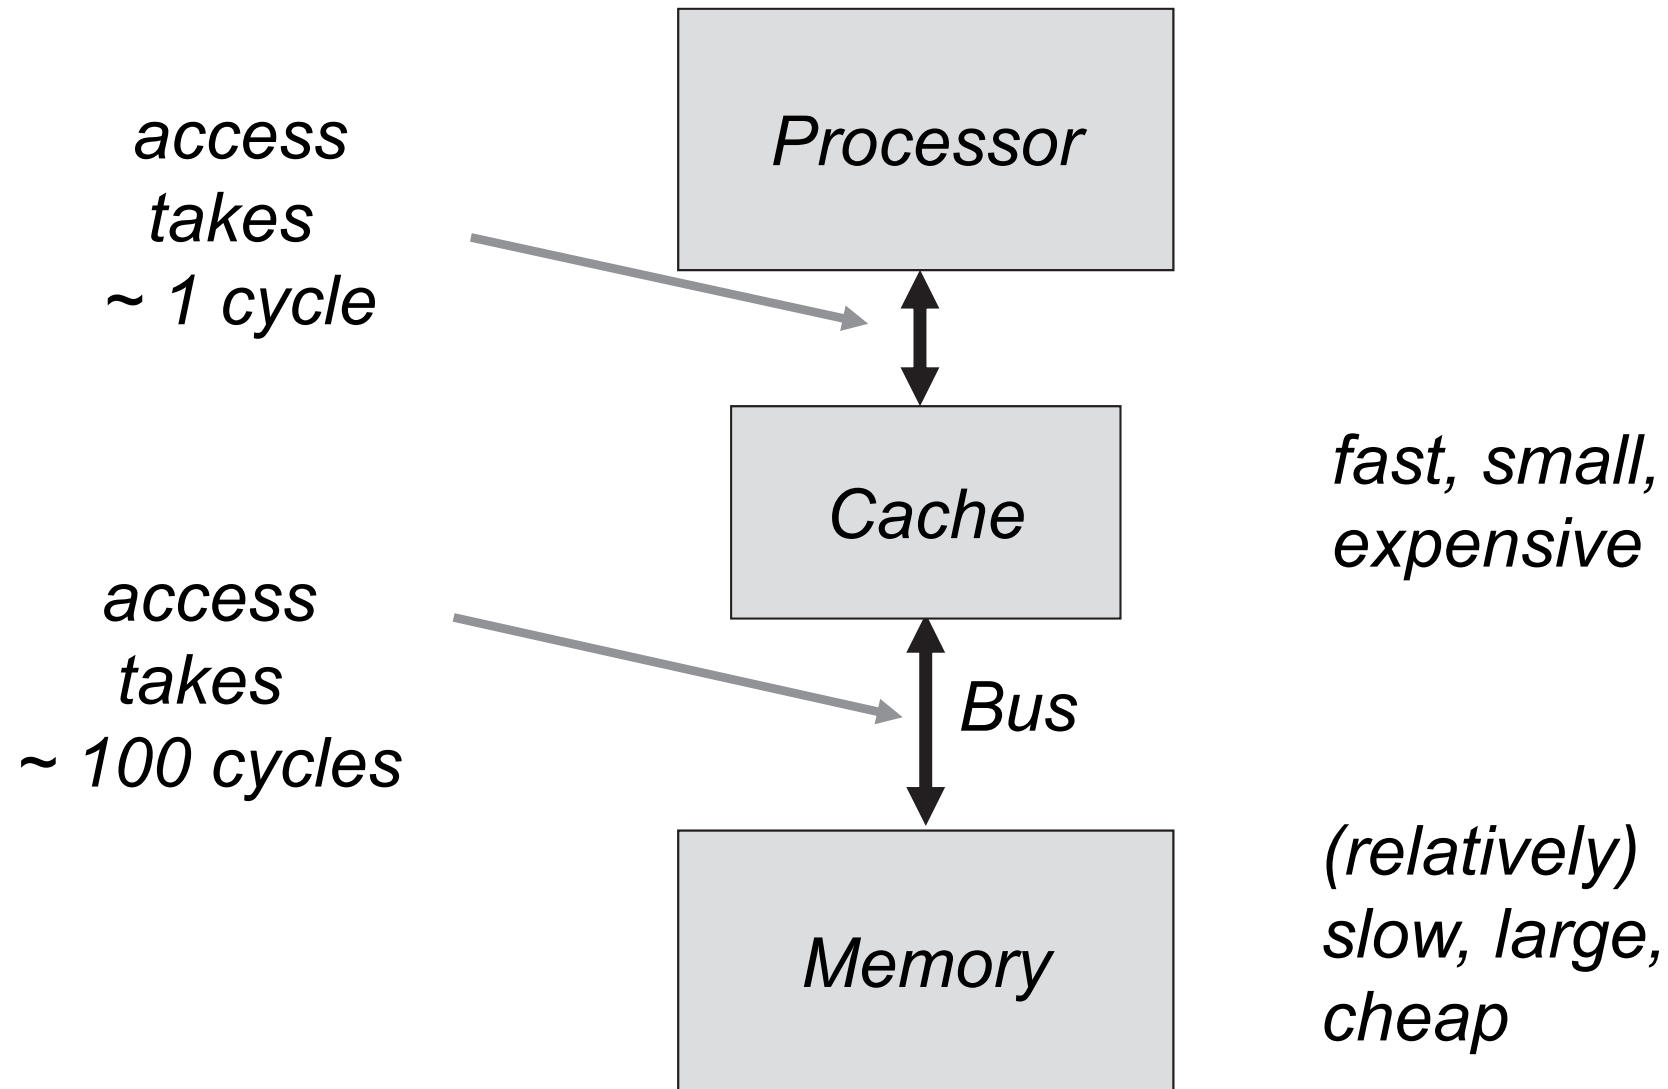 Processor
access
takes
~ 1 cycle
Cache
fast, small,
expensive
access
takes
~ 100 cycles
Bus
Memory
(relatively)
slow, large,
cheap